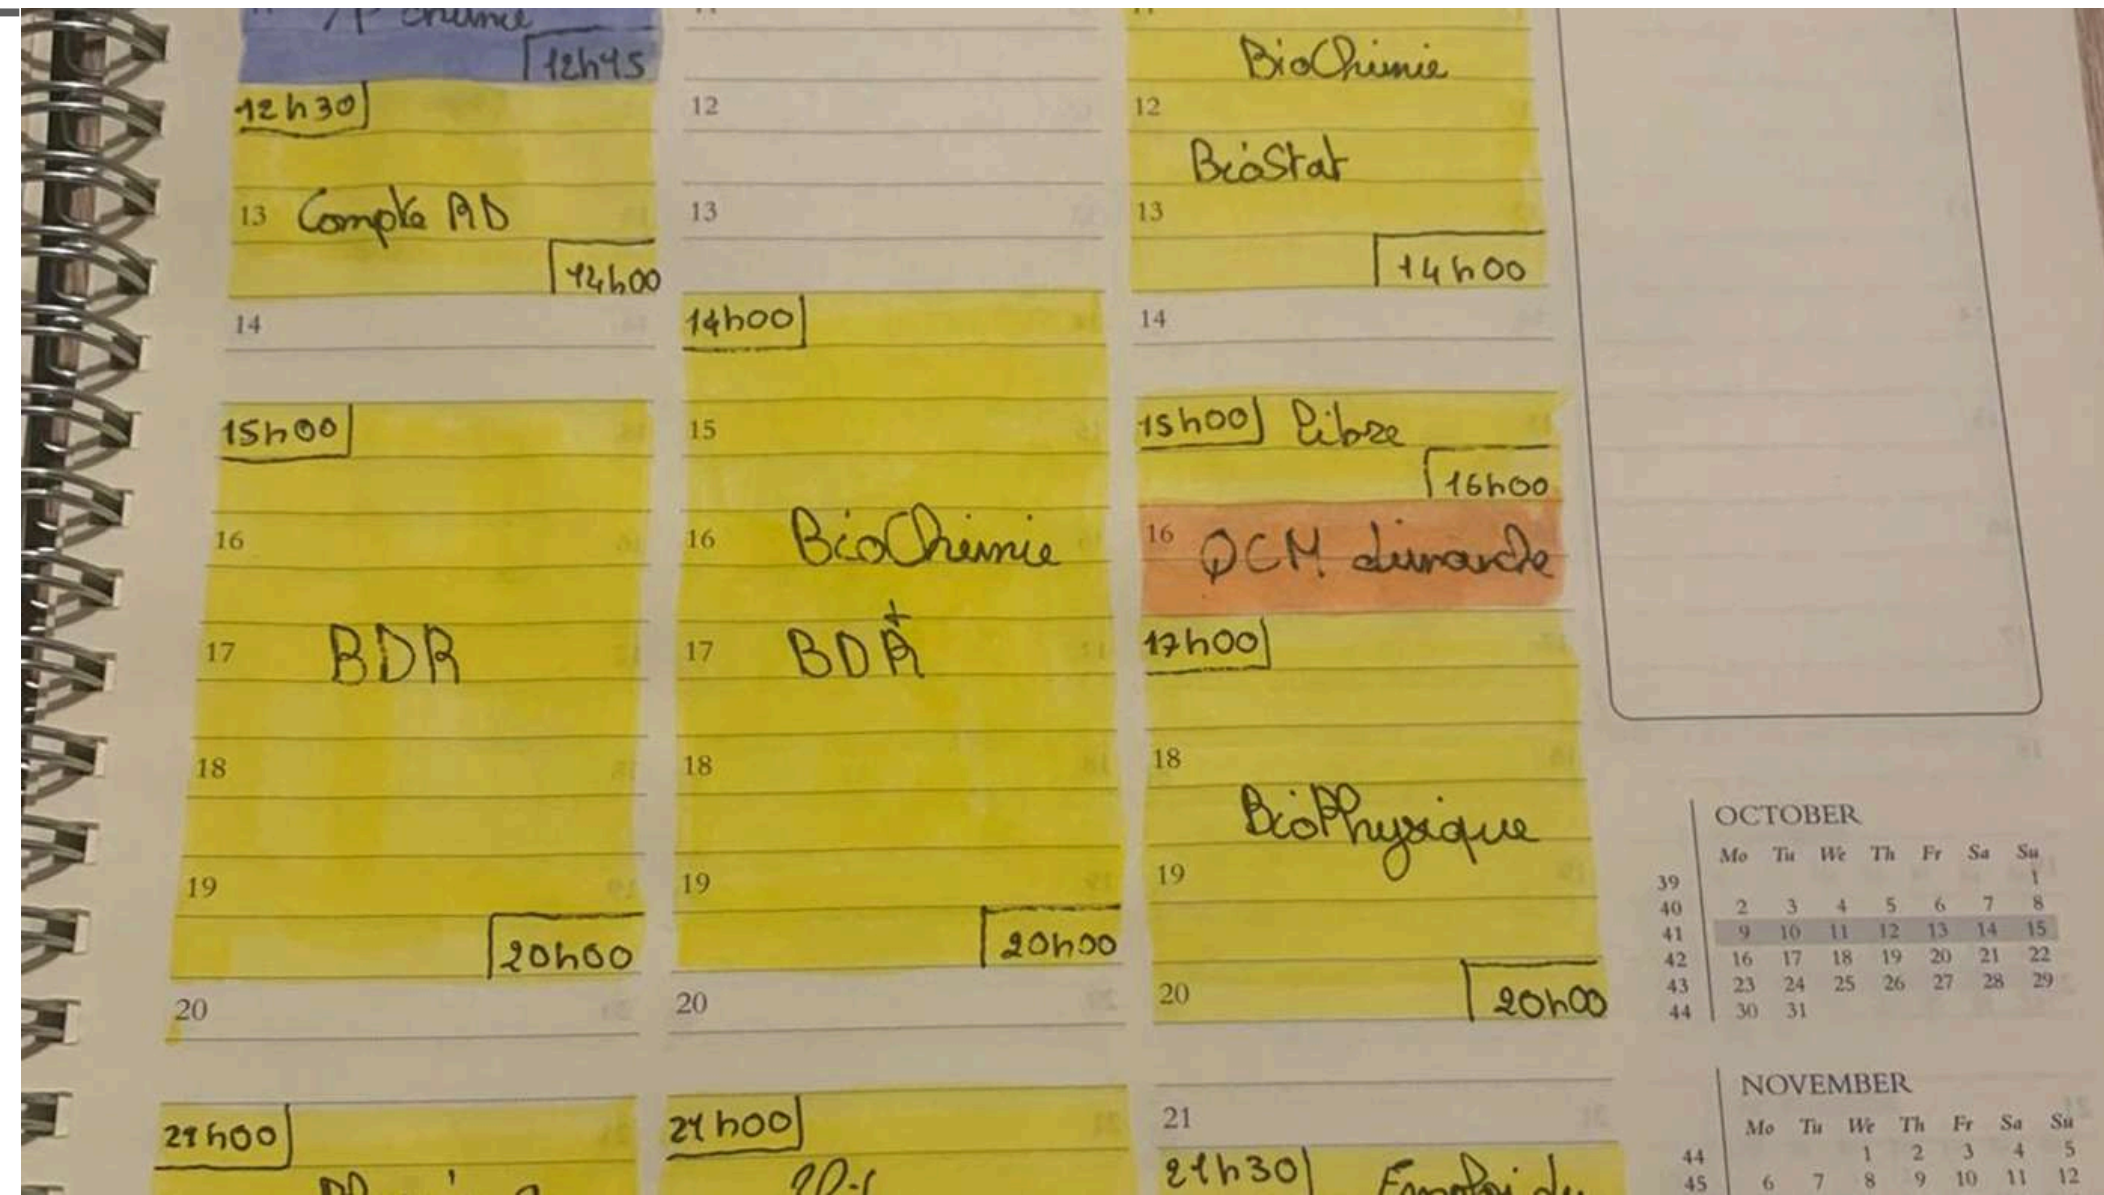 chimie
12h45
12h30
13 Compte RD
14h00
14
15h00
16
17 BDR
18
19
20h00
20
21h00
12
13
14h00
15
16 BioChimie
+
17 BDR
18
19
20h00
20
21h00
BioChimie
12
BioStat
13
14h00
14
15h00 libre
16h00
16 QCM dimanche
17h00
18
BioPhysique
19
20 20h00
21
21h30 Emploi du
OCTOBER
Mo Tu We Th Fr Sa Su
39 1
40 2 3 4 5 6 7 8
41 9 10 11 12 13 14 15
42 16 17 18 19 20 21 22
43 23 24 25 26 27 28 29
44 30 31
NOVEMBER
Mo Tu We Th Fr Sa Su
44 1 2 3 4 5
45 6 7 8 9 10 11 12